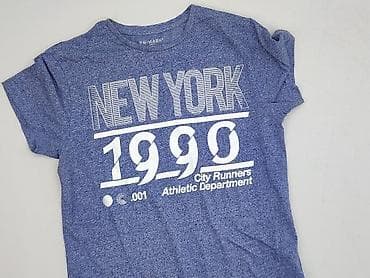 NEW YORK
1990
City Runners
.001 Athletic Department